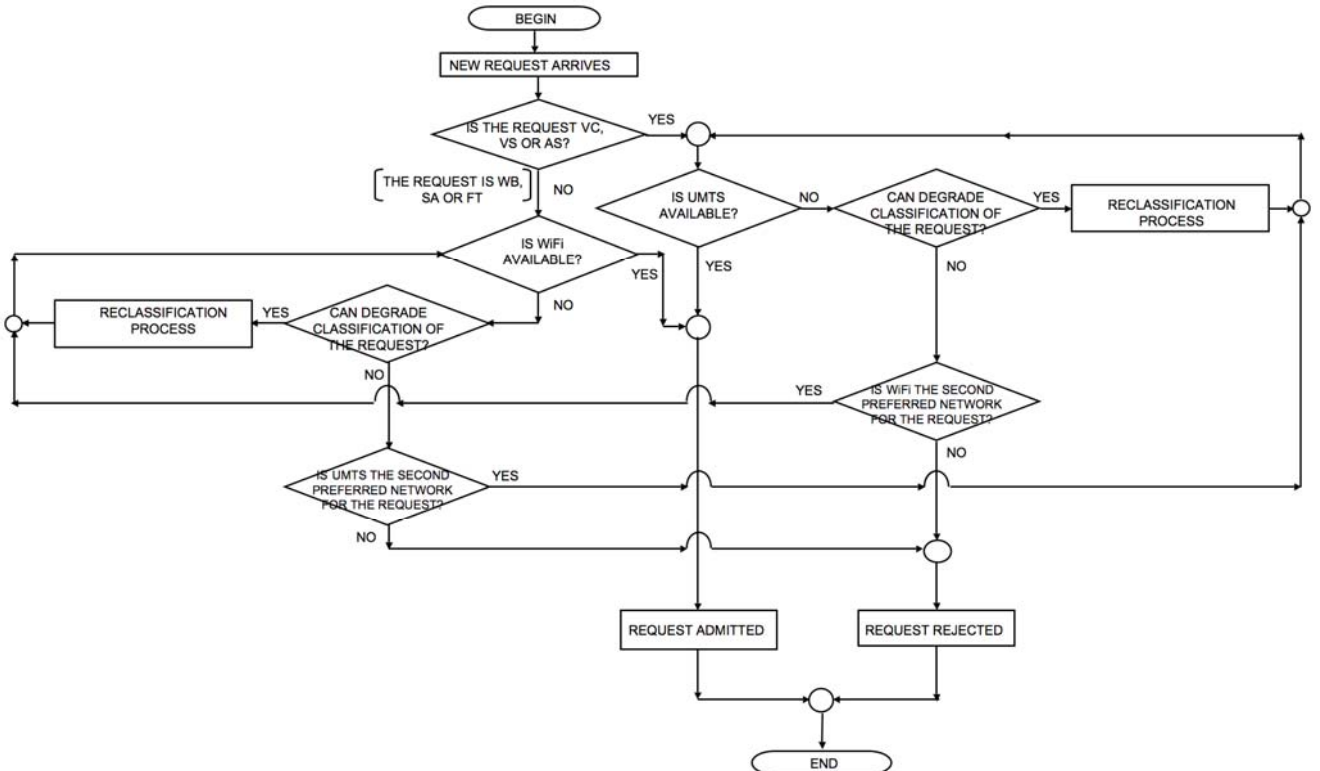 BEGIN
NEW REQUEST ARRIVES
IS THE REQUEST VC,
VS OR AS?
YES
THE REQUEST IS WB,
SA OR FT
NO
IS UMTS
AVAILABLE?
NO
CAN DEGRADE
CLASSIFICATION OF
THE REQUEST?
YES
RECLASSIFICATION
PROCESS
IS WiFi
AVAILABLE?
YES
YES
NO
NO
RECLASSIFICATION
PROCESS
YES
CAN DEGRADE
CLASSIFICATION OF
THE REQUEST?
NO
YES
IS WiFi THE SECOND
PREFERRED NETWORK
FOR THE REQUEST?
NO
IS UMTS THE SECOND
PREFERRED NETWORK
FOR THE REQUEST?
YES
NO
REQUEST ADMITTED
REQUEST REJECTED
END